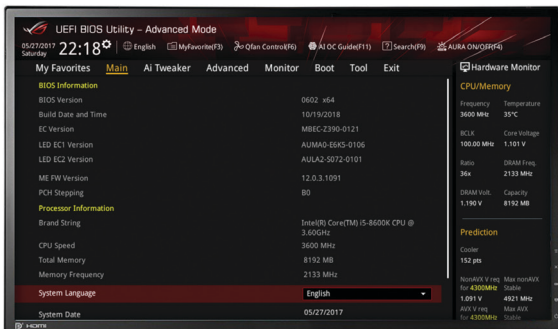 UEFI BIOS Utility – Advanced Mode
05/27/2017 Saturday 22:18 English MyFavorite(F3) Qfan Control(F6) AI OC Guide(F11) Search(F9) AURA ON/OFF(F4)
My Favorites Main Ai Tweaker Advanced Monitor Boot Tool Exit
BIOS Information
BIOS Version 0602 x64
Build Date and Time 10/19/2018
EC Version MBEC-Z390-0121
LED EC1 Version AUMA0-E6K5-0106
LED EC2 Version AULA2-S072-0101
ME FW Version 12.0.3.1091
PCH Stepping B0
Processor Information
Brand String Intel(R) Core(TM) i5-8600K CPU @
3.60GHz
CPU Speed 3600 MHz
Total Memory 8192 MB
Memory Frequency 2133 MHz
System Language English
System Date 05/27/2017
Hardware Monitor
CPU/Memory
Frequency Temperature
3600 MHz 35°C
BCLK Core Voltage
100.00 MHz 1.101 V
Ratio DRAM Freq.
36x 2133 MHz
DRAM Volt. Capacity
1.190 V 8192 MB
Prediction
Cooler
152 pts
NonAVX V req Max nonAVX
for 4300MHz Stable
1.091 V 4921 MHz
AVX V req Max AVX
for 4300MHz Stable
HDMI